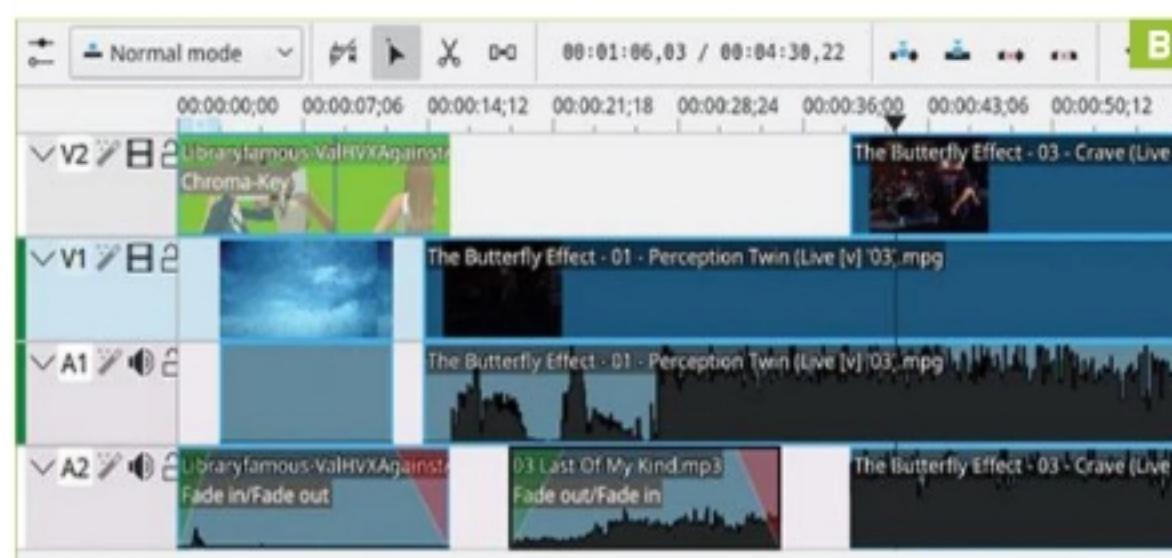 Normal mode 00:01:06,03 / 00:04:30,22 B
00:00:00;00 00:00:07;06 00:00:14;12 00:00:21;18 00:00:28;24 00:00:36;00 00:00:43;06 00:00:50;12
V2 Libraryfamous-ValHVXAgainst The Butterfly Effect - 03 - Crave (Live
Chroma-Key
V1 The Butterfly Effect - 01 - Perception Twin (Live [v] '03;.mpg
A1 The Butterfly Effect - 01 - Perception Twin (Live [v] '03;.mpg
A2 Libraryfamous-ValHVXAgainst 03 Last Of My Kind.mp3 The Butterfly Effect - 03 - Crave (Live
Fade in/Fade out Fade out/Fade in